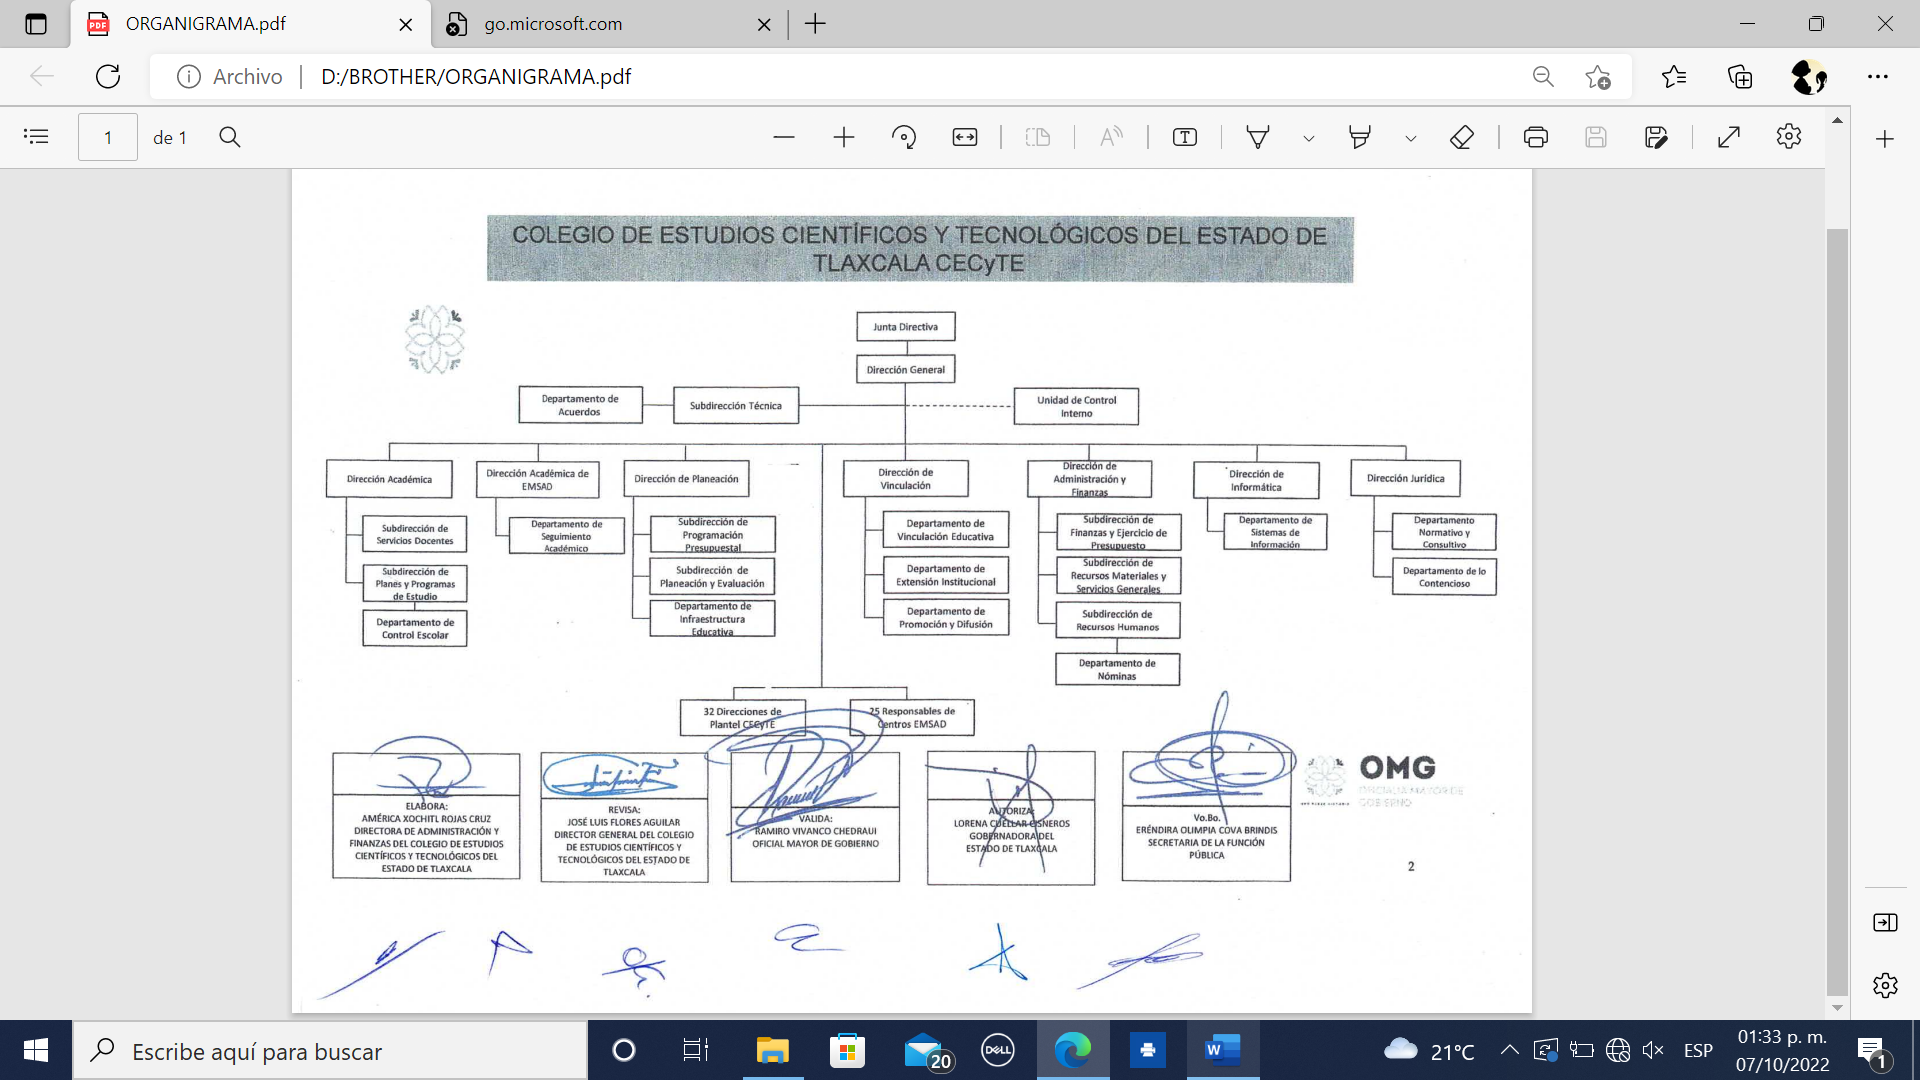 ORGANIGRAMA.pdf
go.microsoft.com
Archivo
D:/BROTHER/ORGANIGRAMA.pdf
1
de 1
COLEGIO DE ESTUDIOS CIENTÍFICOS Y TECNOLÓGICOS DEL ESTADO DE
TLAXCALA CECyTE
Junta Directiva
Dirección General
Departamento de
Acuerdos
Subdirección Técnica
Unidad de Control
Interno
Dirección Académica
Dirección Académica de
EMSAD
Dirección de Planeación
Dirección de
Vinculación
Dirección de
Administración y
Finanzas
Dirección de
Informática
Dirección Jurídica
Subdirección de
Servicios Docentes
Subdirección de
Planes y Programas
de Estudio
Departamento de
Control Escolar
Departamento de
Seguimiento
Académico
Subdirección de
Programación
Presupuestal
Subdirección de
Planeación y Evaluación
Departamento de
Infraestructura
Educativa
Departamento de
Vinculación Educativa
Departamento de
Extensión Institucional
Departamento de
Promoción y Difusión
Subdirección de
Finanzas y Ejercicio de
Presupuesto
Subdirección de
Recursos Materiales y
Servicios Generales
Subdirección de
Recursos Humanos
Departamento de
Nóminas
Departamento de
Sistemas de
Información
Departamento
Normativo y
Consultivo
Departamento de lo
Contencioso
32 Direcciones de
Plantel CECyTE
25 Responsables de
Centros EMSAD
ELABORA:
AMÉRICA XOCHITL ROJAS CRUZ
DIRECTORA DE ADMINISTRACIÓN Y
FINANZAS DEL COLEGIO DE ESTUDIOS
CIENTÍFICOS Y TECNOLÓGICOS DEL
ESTADO DE TLAXCALA
REVISA:
JOSÉ LUIS FLORES AGUILAR
DIRECTOR GENERAL DEL COLEGIO
DE ESTUDIOS CIENTÍFICOS Y
TECNOLÓGICOS DEL ESTADO DE
TLAXCALA
VALIDA:
RAMIRO VIVANCO CHEDRAUI
OFICIAL MAYOR DE GOBIERNO
AUTORIZA:
LORENA CUÉLLAR CISNEROS
GOBERNADORA DEL
ESTADO DE TLAXCALA
Vo.Bo.
ERÉNDIRA OLIMPIA COVA BRINDIS
SECRETARIA DE LA FUNCIÓN
PÚBLICA
OMG
OFICIALÍA MAYOR DE
GOBIERNO
2
Escribe aquí para buscar
20
DELL
W
21°C
ESP
01:33 p. m.
07/10/2022
1